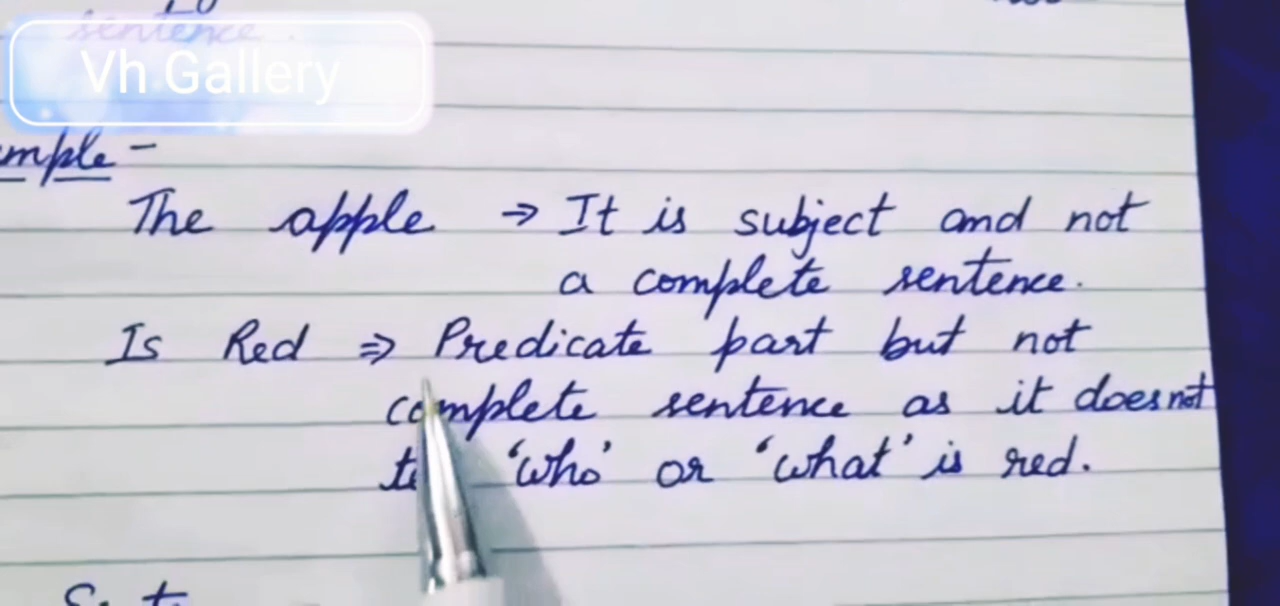 sentence.
Vh Gallery
mple -
The apple → It is subject and not
a complete sentence.
Is Red ⇒ Predicate part but not
complete sentence as it does not
'who' or 'what' is red.